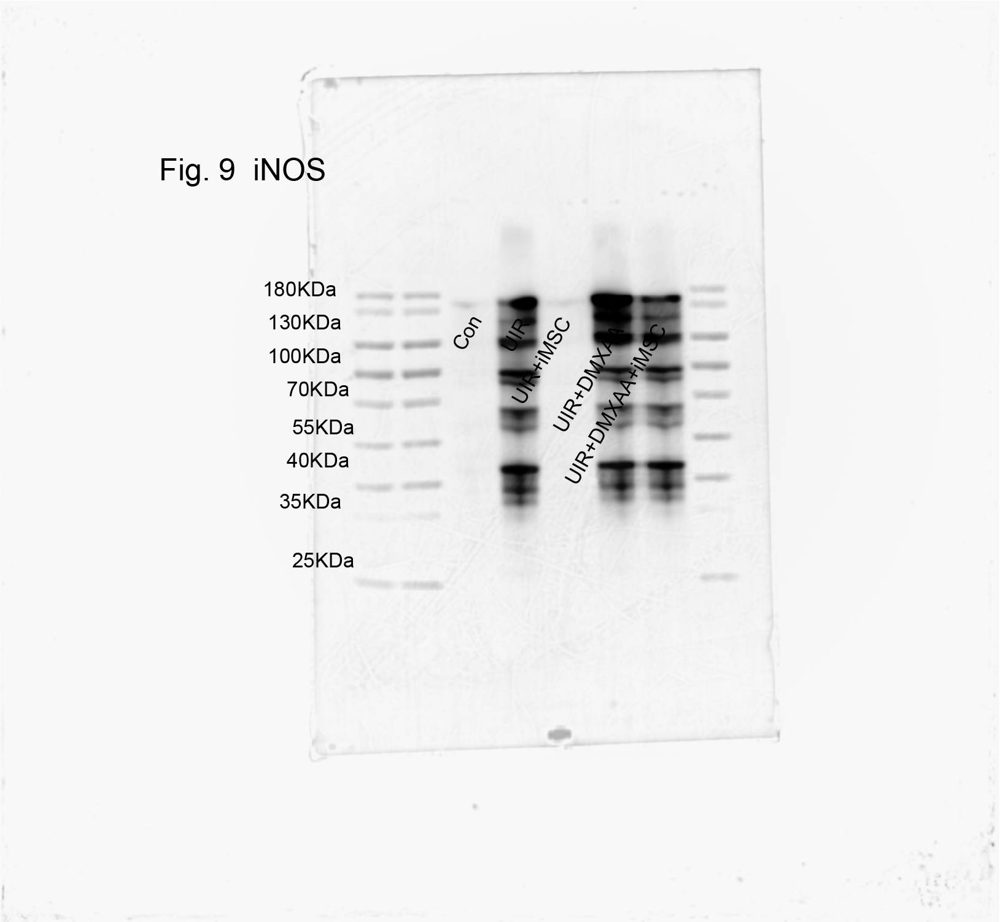 Fig. 9 iNOS
180KDa
130KDa
100KDa
70KDa
55KDa
40KDa
35KDa
25KDa
Con
UIR
UIR+iMSC
UIR+DMXAA
UIR+DMXAA+iMSC